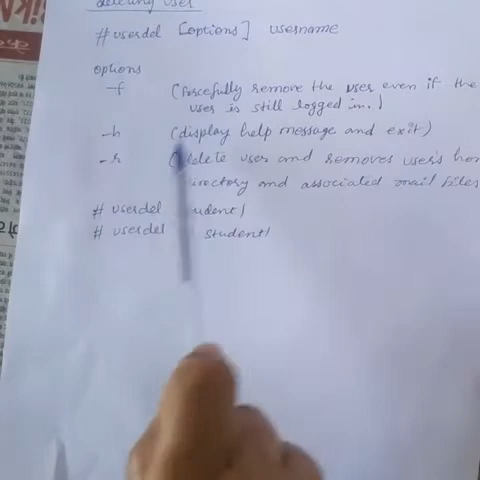 deleting user
# userdel [options] username
options
-f (forcefully remove the user even if the
user is still logged in.)
-h (display help message and exit)
-r delete user and removes user's
directory and associated mail files
# userdel student1
# userdel student1